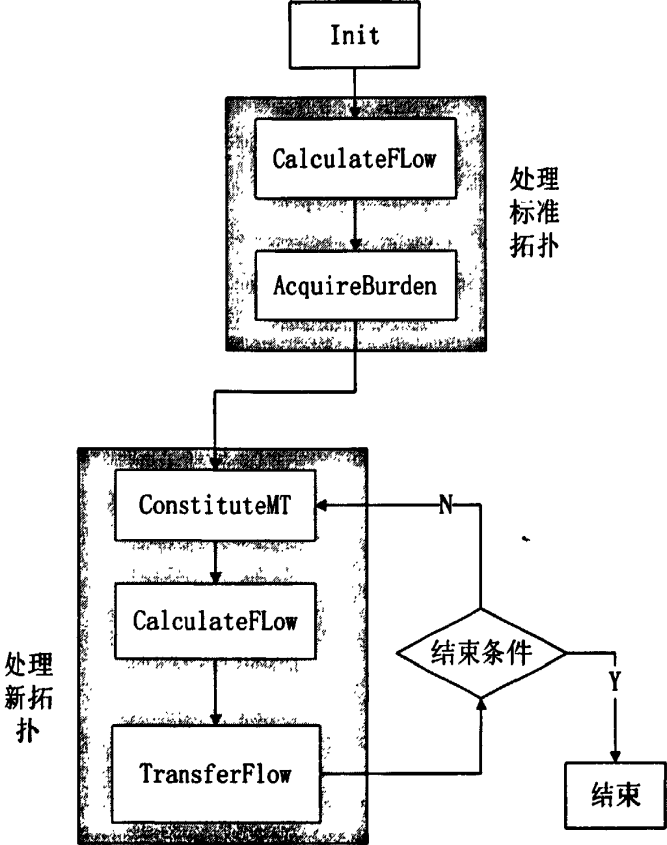 Init
CalculateFLow
处理
标准
拓扑
AcquireBurden
ConstituteMT
N
CalculateFLow
处理
新拓
扑
结束条件
Y
TransferFlow
结束